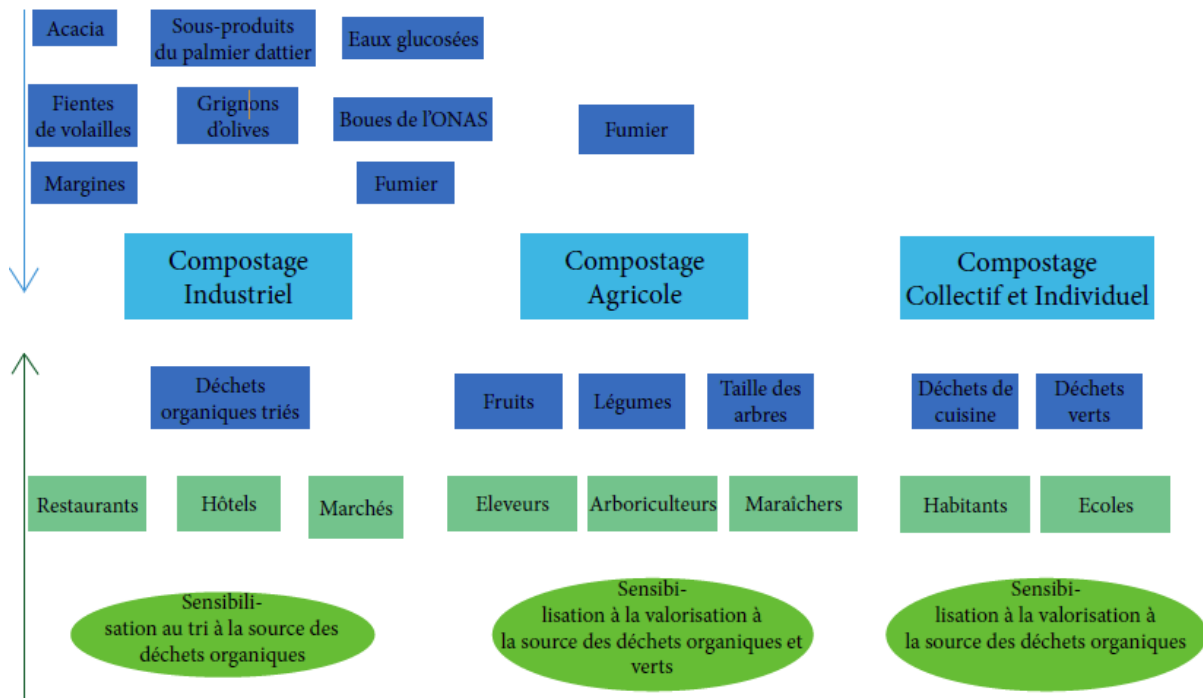 Acacia
Sous-produits
du palmier dattier
Eaux glucosées
Fientes
de volailles
Grignons
d'olives
Boues de l'ONAS
Fumier
Margines
Fumier
Compostage
Industriel
Compostage
Agricole
Compostage
Collectif et Individuel
Déchets
organiques triés
Fruits
Légumes
Taille des
arbres
Déchets de
cuisine
Déchets
verts
Restaurants
Hôtels
Marchés
Eleveurs
Arboriculteurs
Maraîchers
Habitants
Ecoles
Sensibili-
sation au tri à la source des
déchets organiques
Sensibi-
lisation à la valorisation à
la source des déchets organiques et
verts
Sensibi-
lisation à la valorisation à
la source des déchets organiques